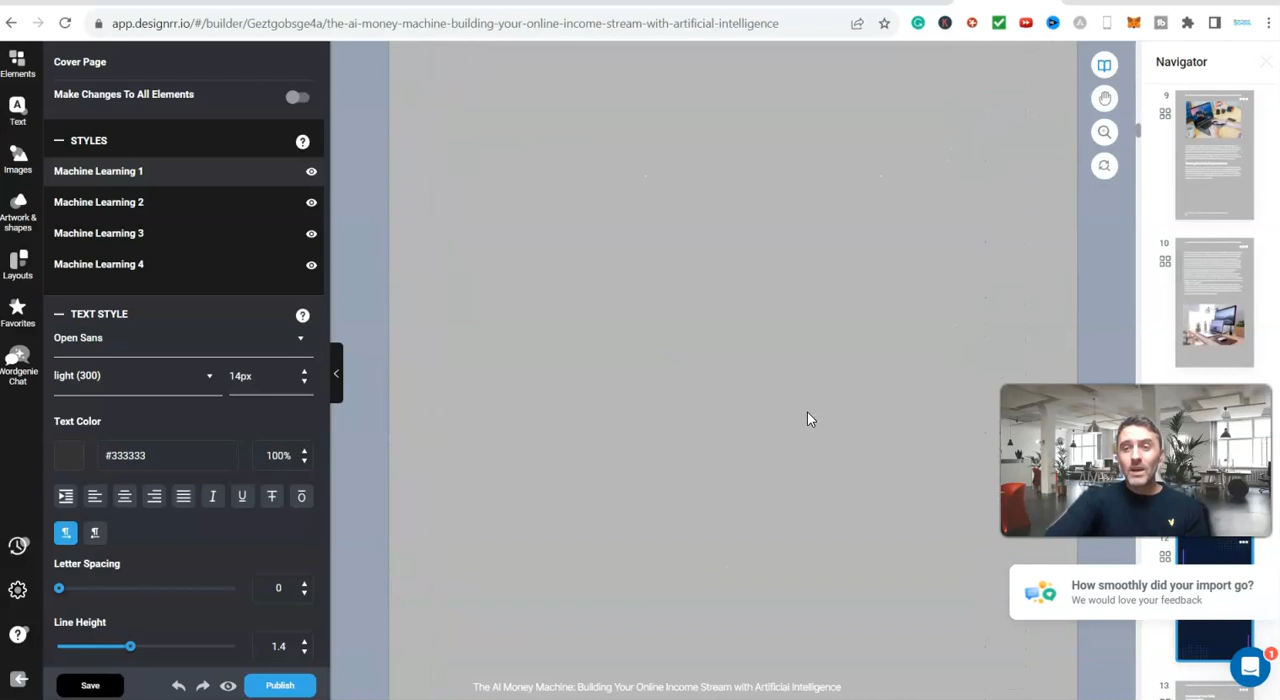 app.designrr.io/#/builder/Geztgobsge4a/the-ai-money-machine-building-your-online-income-stream-with-artificial-intelligence
Elements
Text
Images
Artwork &
shapes
Layouts
Favorites
Wordgenie
Chat
Cover Page
Make Changes To All Elements
STYLES
Machine Learning 1
Machine Learning 2
Machine Learning 3
Machine Learning 4
TEXT STYLE
Open Sans
light (300)
14px
Text Color
#333333
100%
Letter Spacing
0
Line Height
1.4
Save
Publish
The AI Money Machine: Building Your Online Income Stream with Artificial Intelligence
Navigator
9
10
12
How smoothly did your import go?
We would love your feedback
1
13